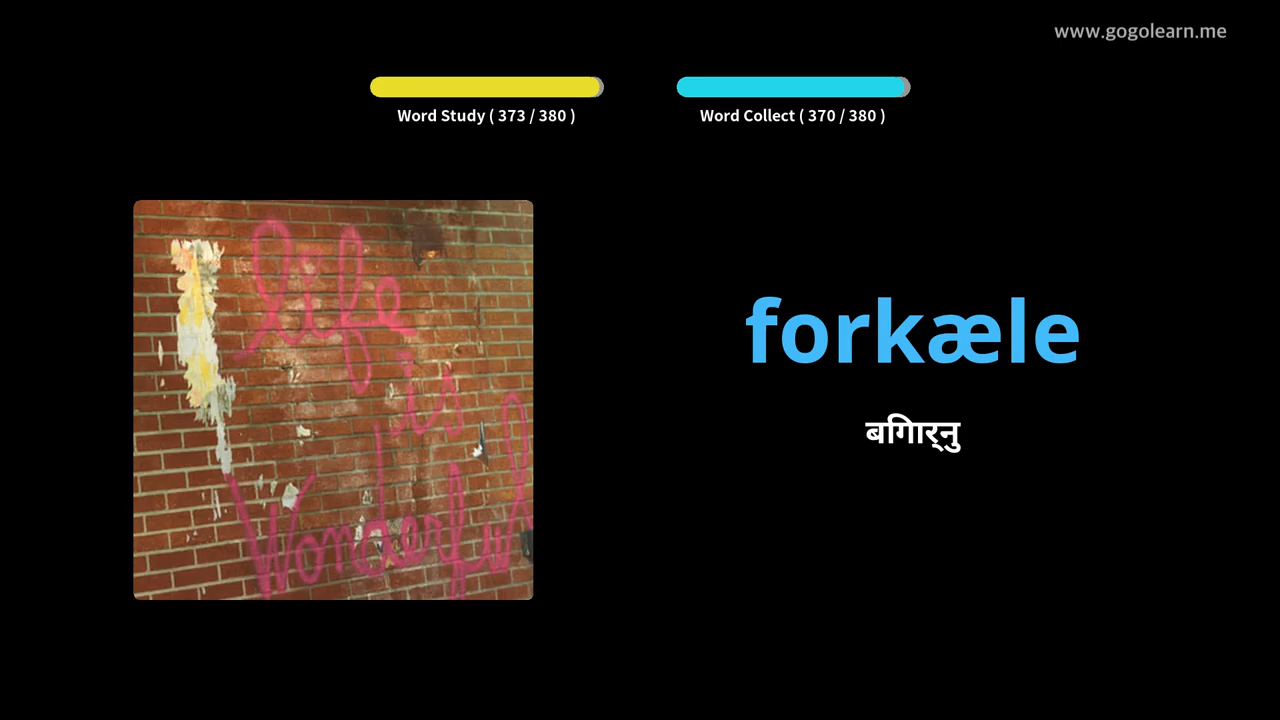 www.gogolearn.me
Word Study ( 373 / 380 )
Word Collect ( 370 / 380 )
life
is
Wonderful
forkæle
बिगार्नु